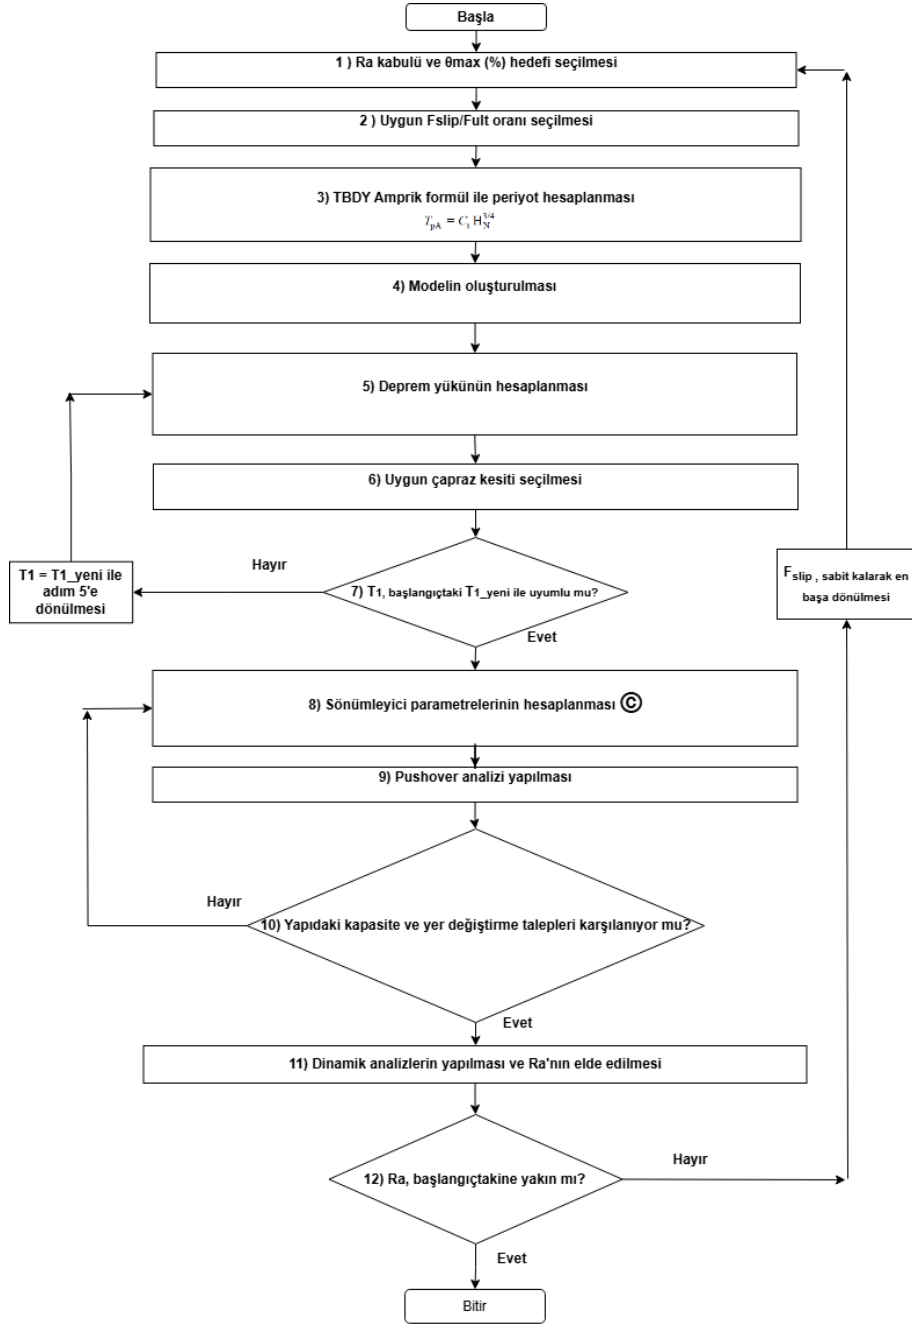 Başla
1 ) Ra kabulü ve θmax (%) hedefi seçilmesi
2 ) Uygun Fslip/Fult oranı seçilmesi
3) TBDY Amprik formül ile periyot hesaplanması
T_pA = C_t H_N^3/4
4) Modelin oluşturulması
5) Deprem yükünün hesaplanması
6) Uygun çapraz kesiti seçilmesi
Hayır
T1 = T1_yeni ile
adım 5'e
dönülmesi
7) T1, başlangıçtaki T1_yeni ile uyumlu mu?
Evet
F_slip , sabit kalarak en
başa dönülmesi
8) Sönümleyici parametrelerinin hesaplanması ©
9) Pushover analizi yapılması
Hayır
10) Yapıdaki kapasite ve yer değiştirme talepleri karşılanıyor mu?
Evet
11) Dinamik analizlerin yapılması ve Ra'nın elde edilmesi
12) Ra, başlangıçtakine yakın mı?
Hayır
Evet
Bitir